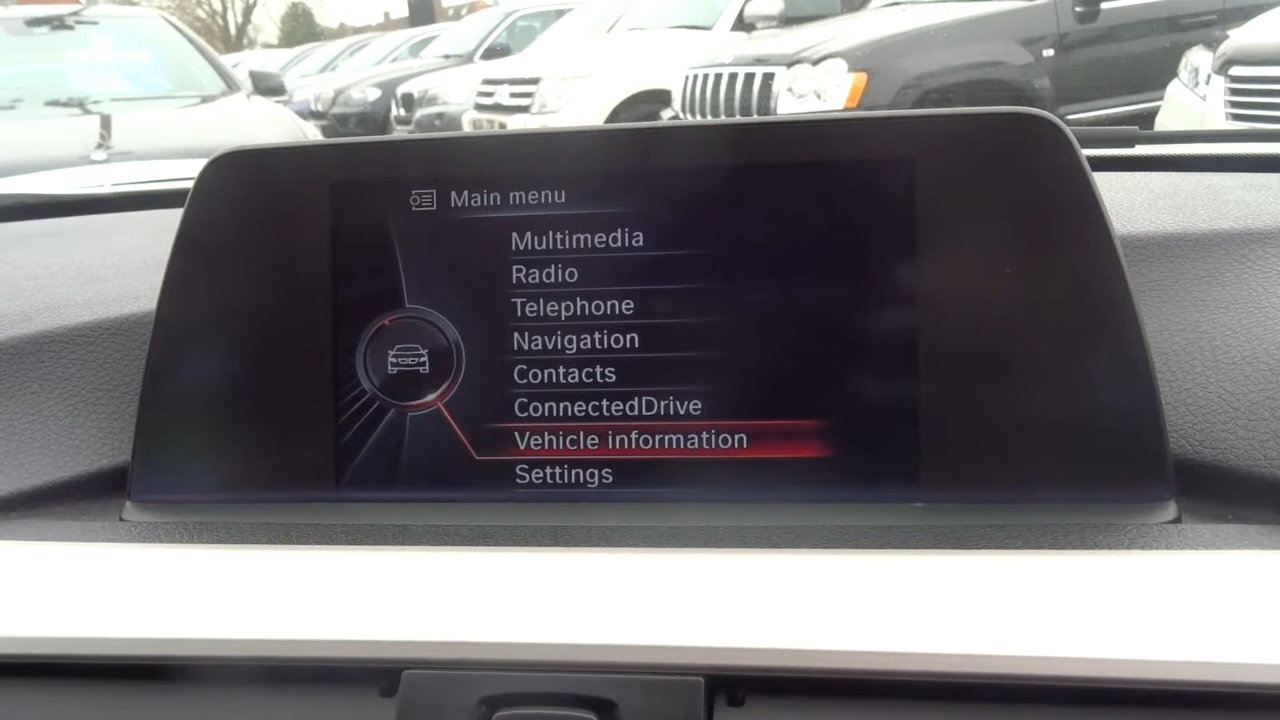 Main menu
Multimedia
Radio
Telephone
Navigation
Contacts
ConnectedDrive
Vehicle information
Settings